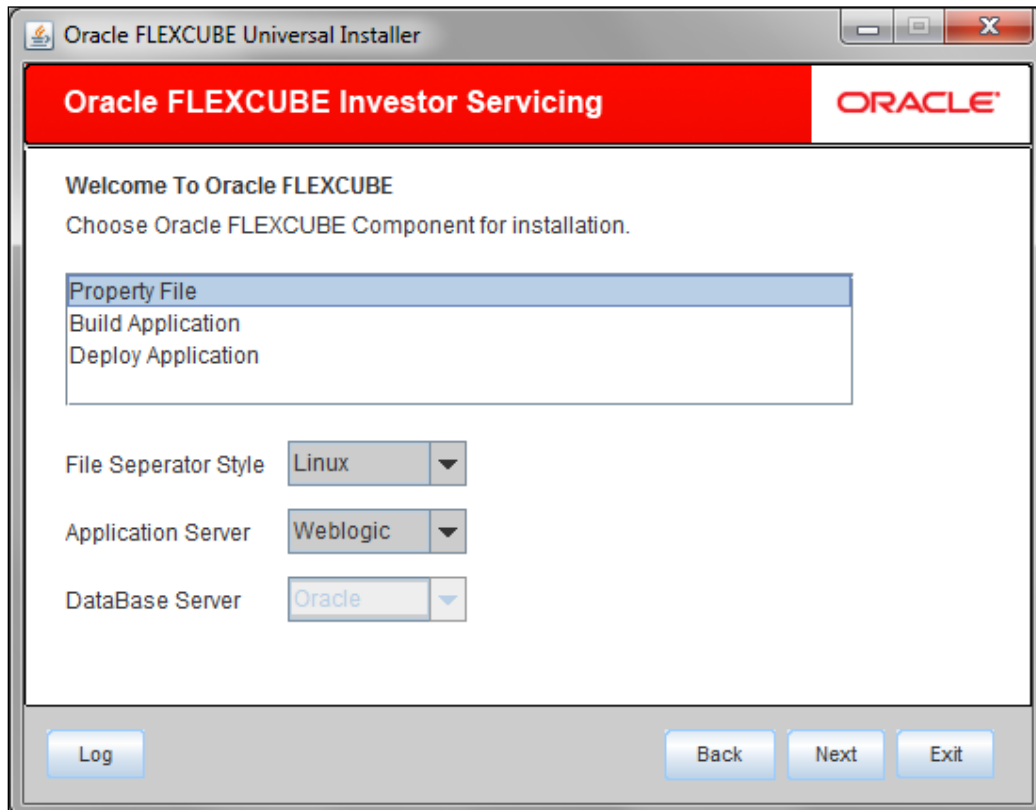 Oracle FLEXCUBE Universal Installer
Oracle FLEXCUBE Investor Servicing
ORACLE
Welcome To Oracle FLEXCUBE
Choose Oracle FLEXCUBE Component for installation.
Property File
Build Application
Deploy Application
File Seperator Style Linux
Application Server Weblogic
DataBase Server Oracle
Log Back Next Exit